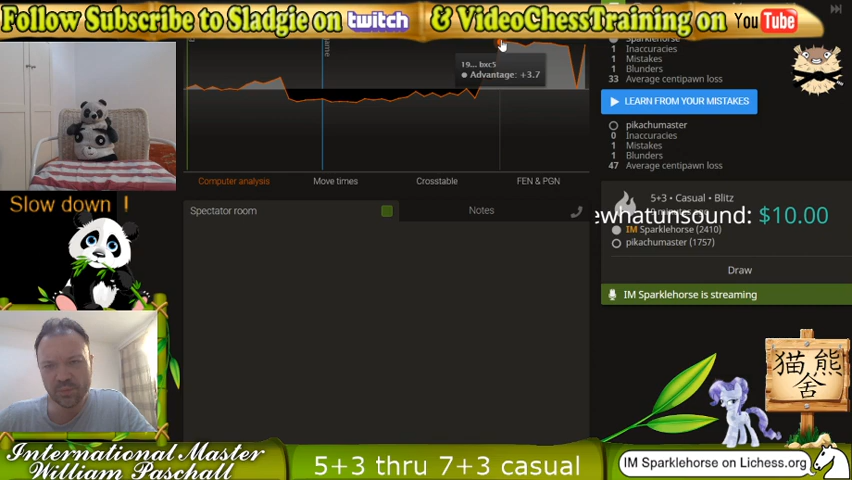 Follow Subscribe to Sladgie on twitch & VideoChessTraining on YouTube
19... bxc5
Advantage: +3.7
Computer analysis
Move times
Crosstable
FEN & PGN
Spectator room
Notes
1 Inaccuracies
1 Mistakes
1 Blunders
33 Average centipawn loss
LEARN FROM YOUR MISTAKES
pikachumaster
0 Inaccuracies
1 Mistakes
1 Blunders
47 Average centipawn loss
5+3 • Casual • Blitz
ewhatunsound: $10.00
IM Sparklehorse (2410)
pikachumaster (1757)
Draw
IM Sparklehorse is streaming
Slow down !
猫熊
舍
International Master
William Paschall
5+3 thru 7+3 casual
IM Sparklehorse on Lichess.org